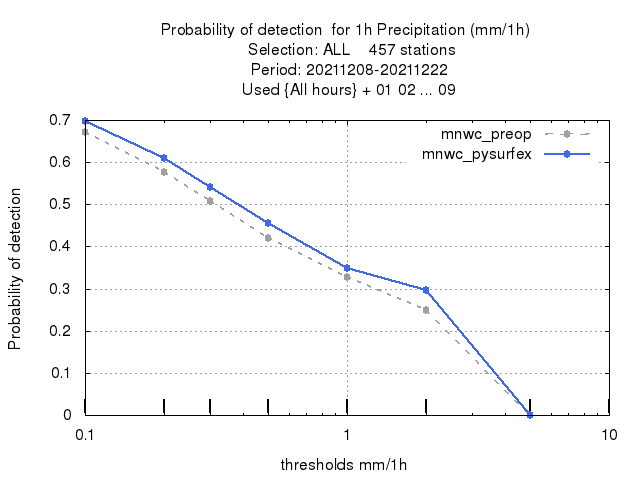 Probability of detection  for 1h Precipitation (mm/1h)
Selection: ALL    457 stations
Period: 20211208-20211222
Used {All hours} + 01 02 ... 09
mnwc_preop
mnwc_pysurfex
Probability of detection
0.7
0.6
0.5
0.4
0.3
0.2
0.1
0
0.1 1 10
thresholds mm/1h